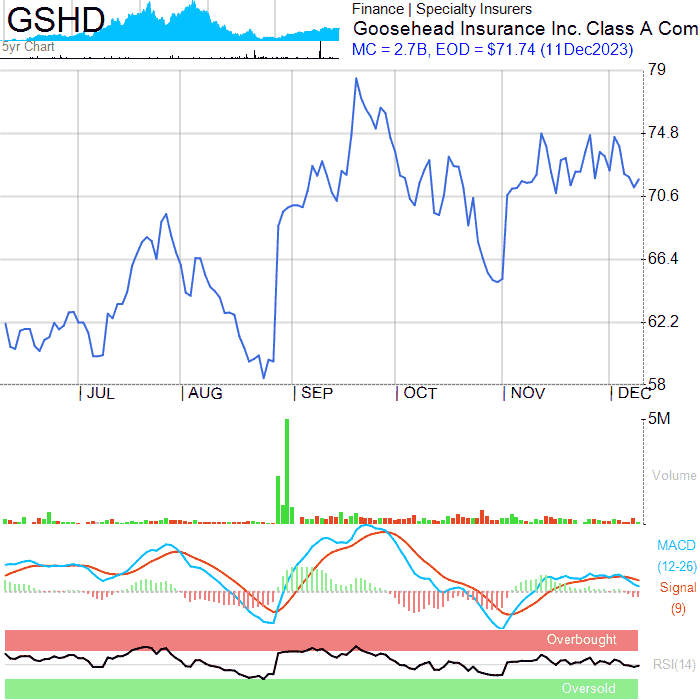 GSHD
5yr Chart
Finance | Specialty Insurers
Goosehead Insurance Inc. Class A Com
MC = 2.7B, EOD = $71.74 (11Dec2023)
79
74.8
70.6
66.4
62.2
58
JUL AUG SEP OCT NOV DEC
5M
Volume
MACD
(12-26)
Signal
(9)
Overbought
RSI(14)
Oversold